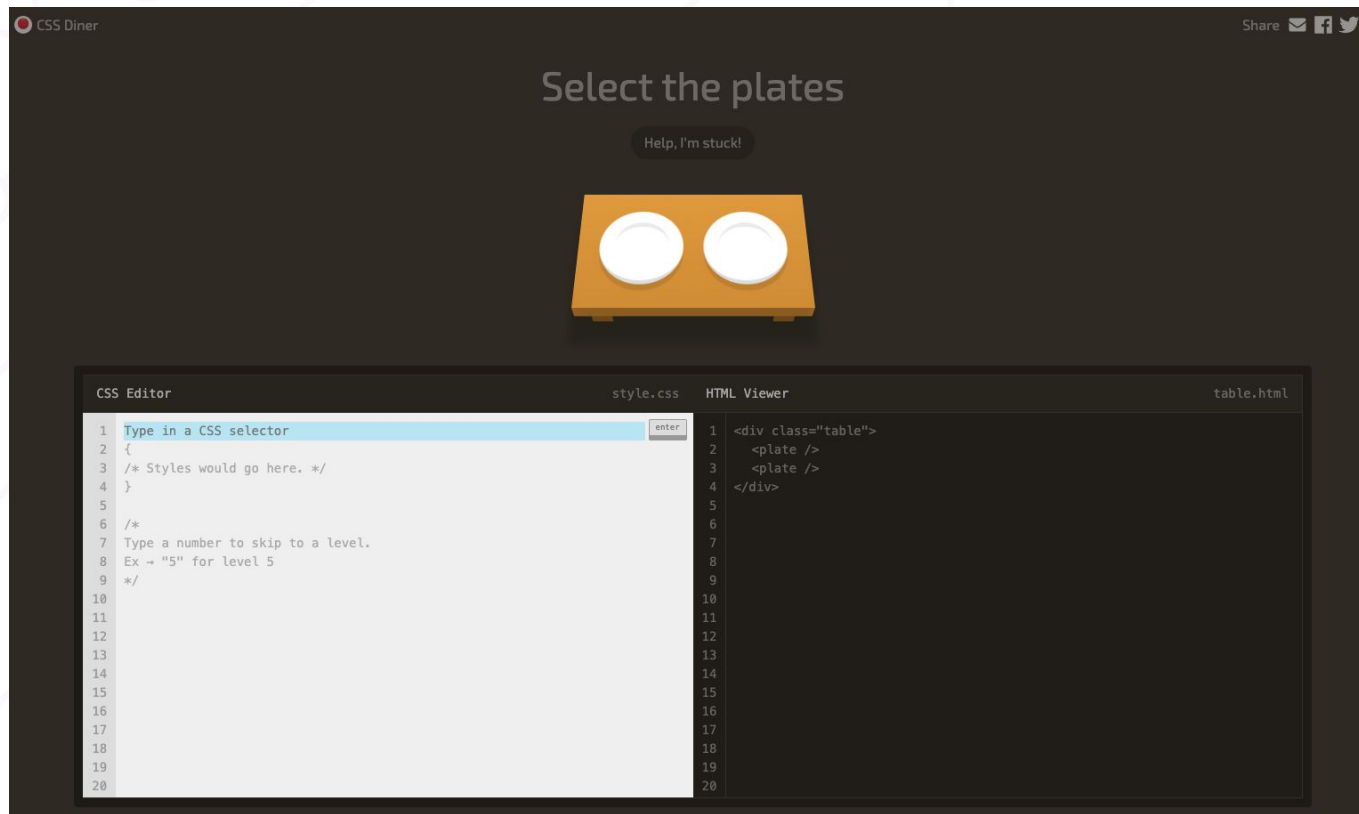 CSS Diner
Share
Select the plates
Help, I'm stuck!
CSS Editor
style.css
1 Type in a CSS selector
enter
2 {
3 /* Styles would go here. */
4 }
5
6 /*
7 Type a number to skip to a level.
8 Ex → "5" for level 5
9 */
10
11
12
13
14
15
16
17
18
19
20
HTML Viewer
table.html
1 <div class="table">
2 <plate />
3 <plate />
4 </div>
5
6
7
8
9
10
11
12
13
14
15
16
17
18
19
20